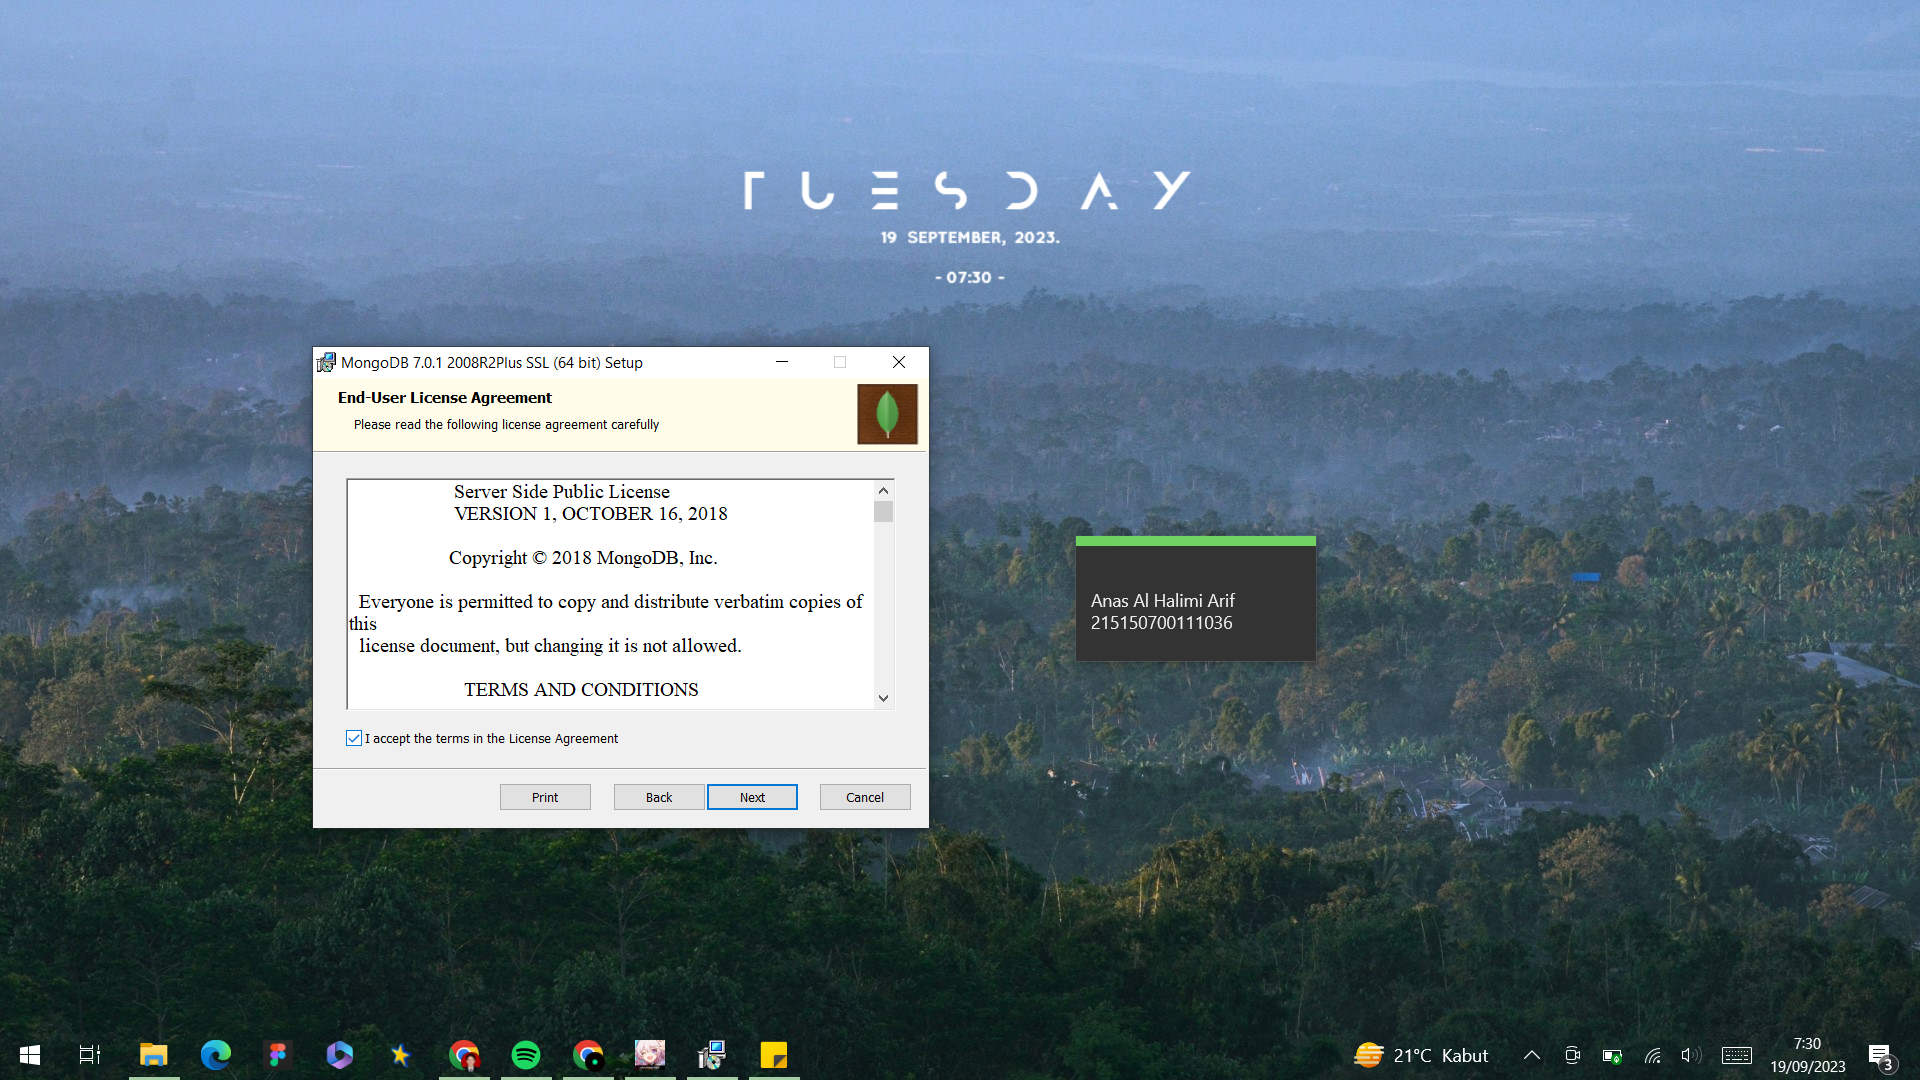 TUESDAY
19 SEPTEMBER, 2023.
- 07:30 -
MongoDB 7.0.1 2008R2Plus SSL (64 bit) Setup
End-User License Agreement
Please read the following license agreement carefully
Server Side Public License
VERSION 1, OCTOBER 16, 2018
Copyright © 2018 MongoDB, Inc.
Everyone is permitted to copy and distribute verbatim copies of
this
license document, but changing it is not allowed.
TERMS AND CONDITIONS
I accept the terms in the License Agreement
Print
Back
Next
Cancel
Anas Al Halimi Arif
215150700111036
21°C Kabut
7:30
19/09/2023
3